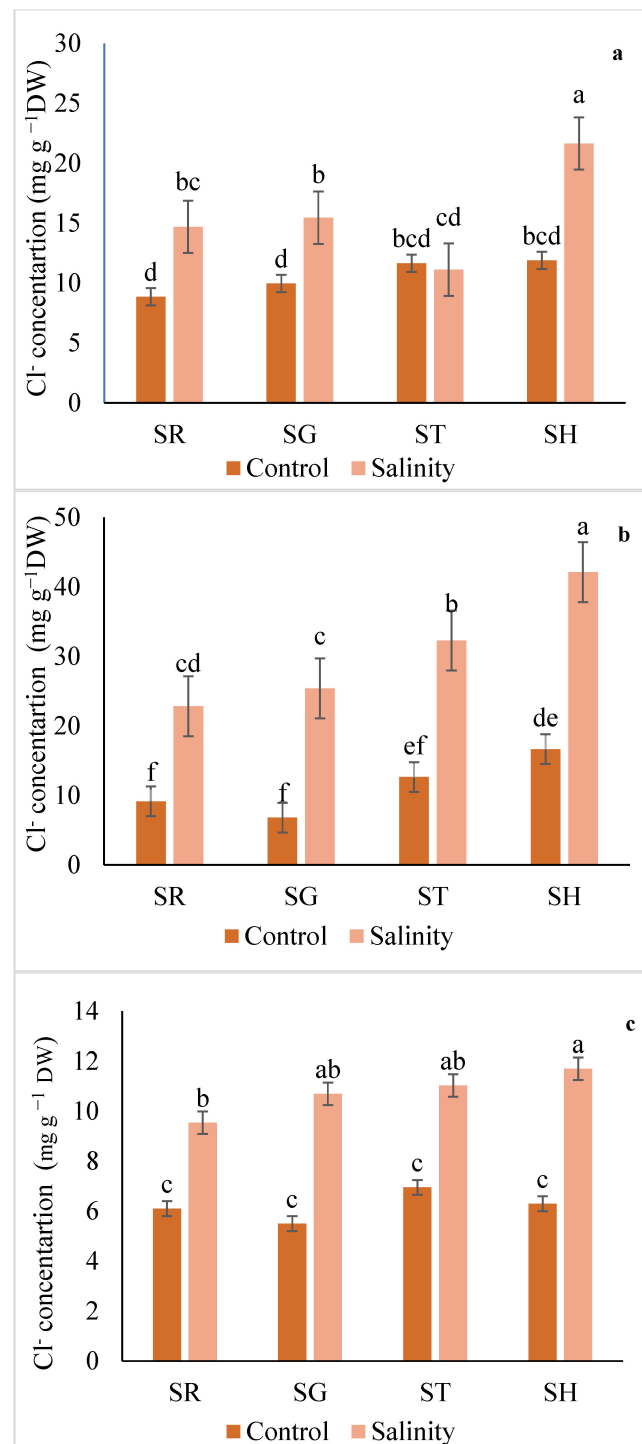 a
Cl- concentartion (mg g −1DW)
30
25
20
15
10
5
0
d bc d b bcd cd bcd a
SR SG ST SH
Control Salinity
b
Cl- concentartion (mg g−1DW)
50
40
30
20
10
0
f cd f c ef b de a
SR SG ST SH
Control Salinity
c
Cl- concentartion (mg g−1 DW)
14
12
10
8
6
4
2
0
c b c ab c ab c a
SR SG ST SH
Control Salinity